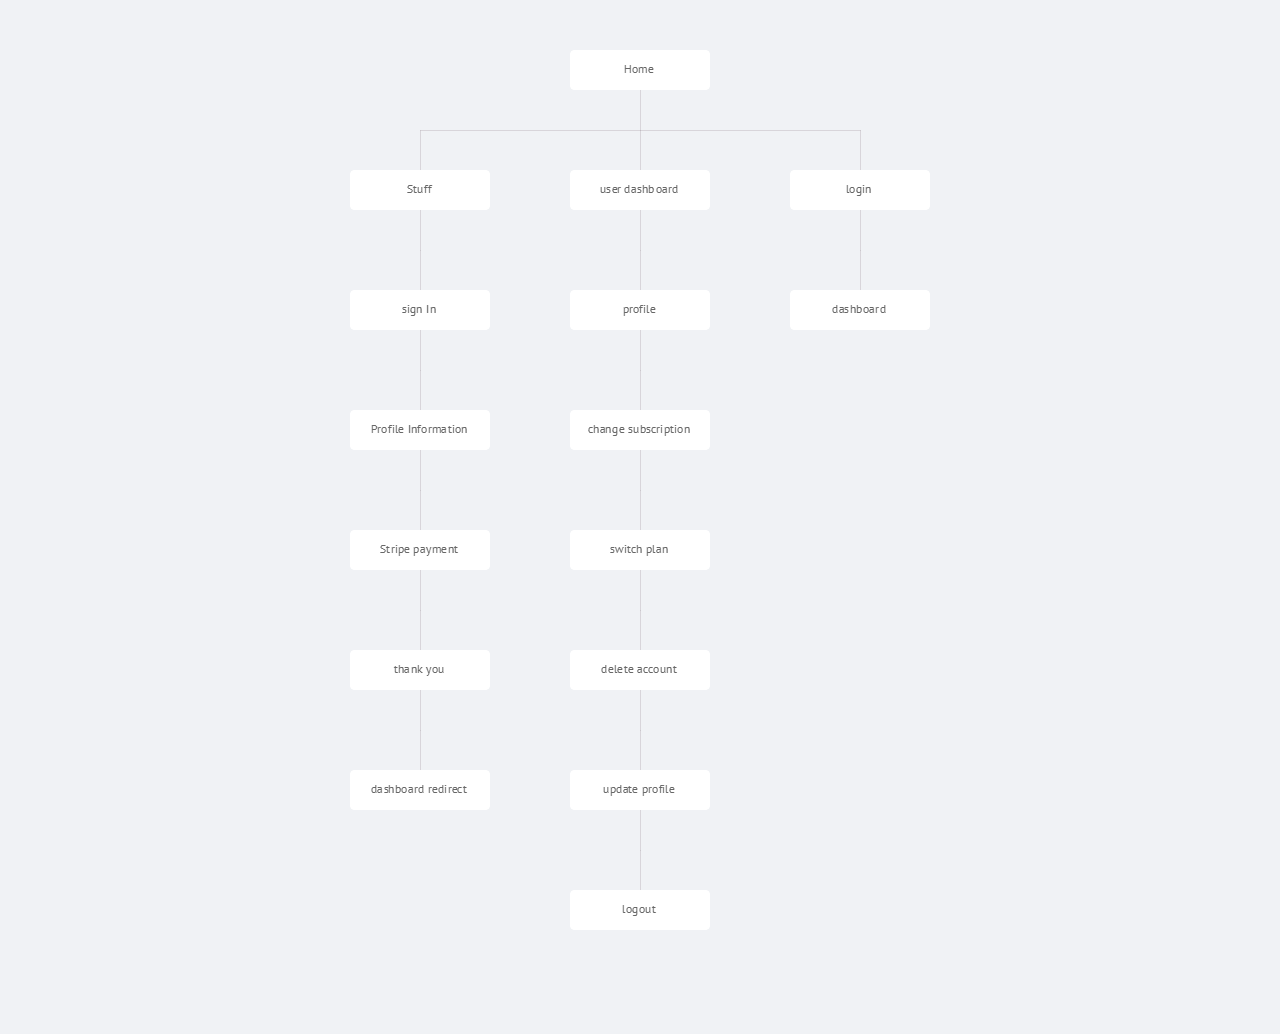 Home
Stuff
user dashboard
login
sign In
profile
dashboard
Profile Information
change subscription
Stripe payment
switch plan
thank you
delete account
dashboard redirect
update profile
logout